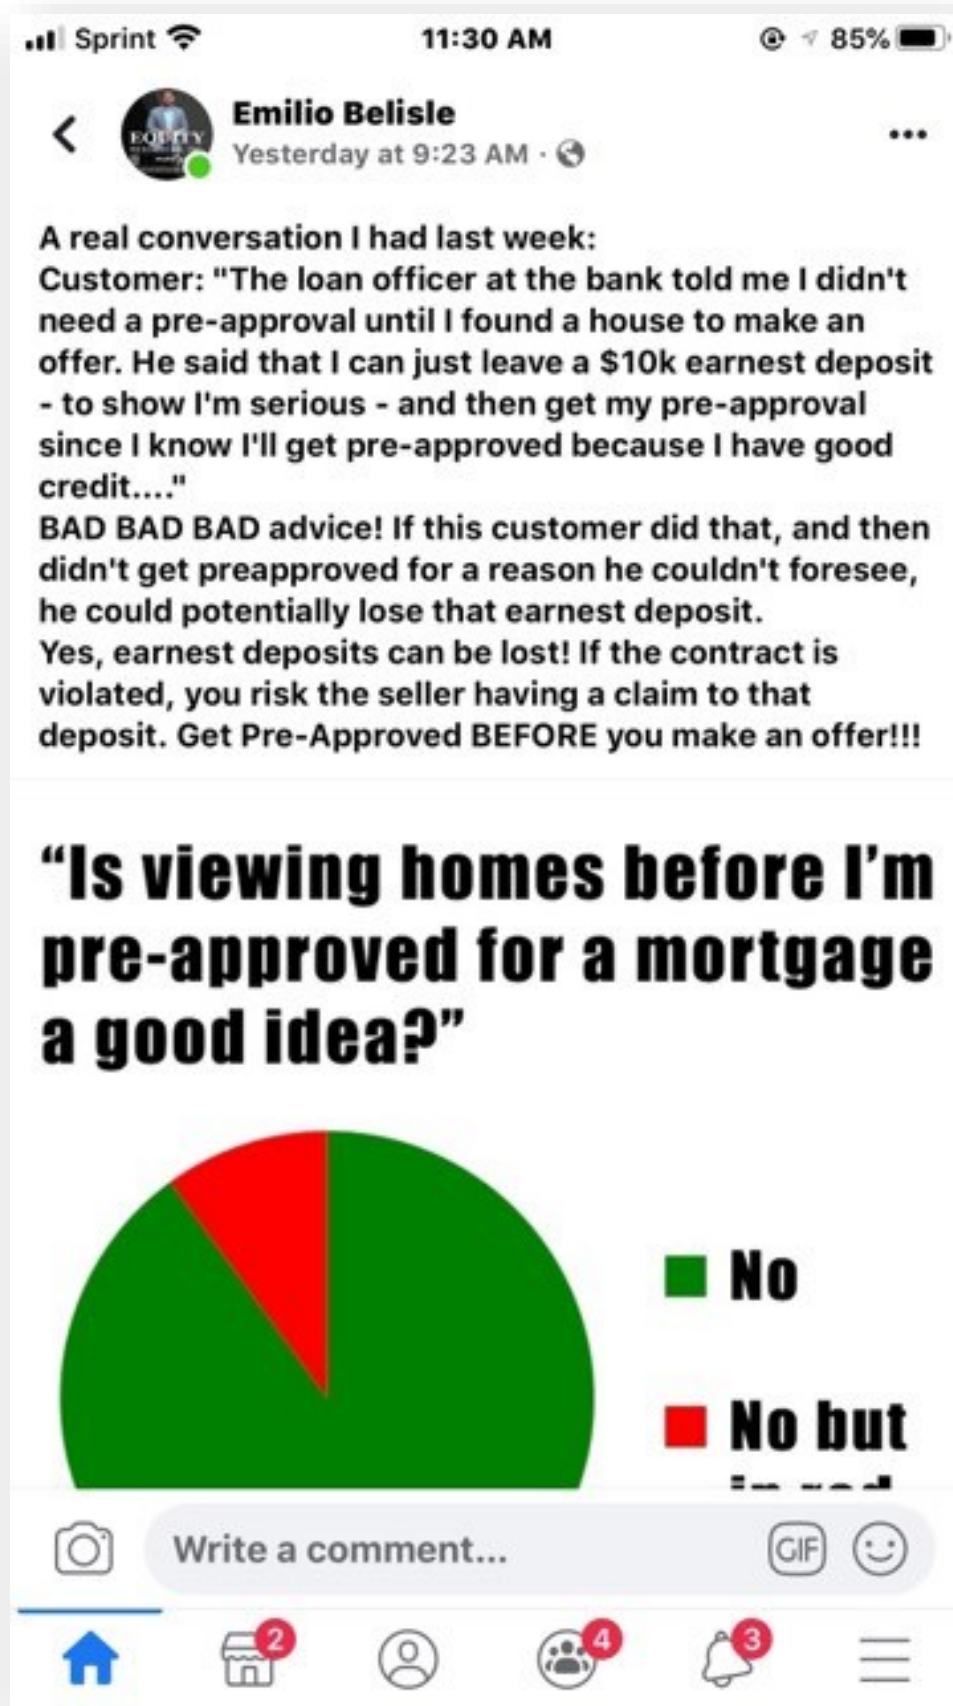 Sprint 11:30 AM 85%
EQUITY
Emilio Belisle
Yesterday at 9:23 AM ·
A real conversation I had last week:
Customer: "The loan officer at the bank told me I didn't
need a pre-approval until I found a house to make an
offer. He said that I can just leave a $10k earnest deposit
- to show I'm serious - and then get my pre-approval
since I know I'll get pre-approved because I have good
credit...."
BAD BAD BAD advice! If this customer did that, and then
didn't get preapproved for a reason he couldn't foresee,
he could potentially lose that earnest deposit.
Yes, earnest deposits can be lost! If the contract is
violated, you risk the seller having a claim to that
deposit. Get Pre-Approved BEFORE you make an offer!!!
“Is viewing homes before I’m
pre-approved for a mortgage
a good idea?”
No
No but
in red
Write a comment...
GIF
2 4 3